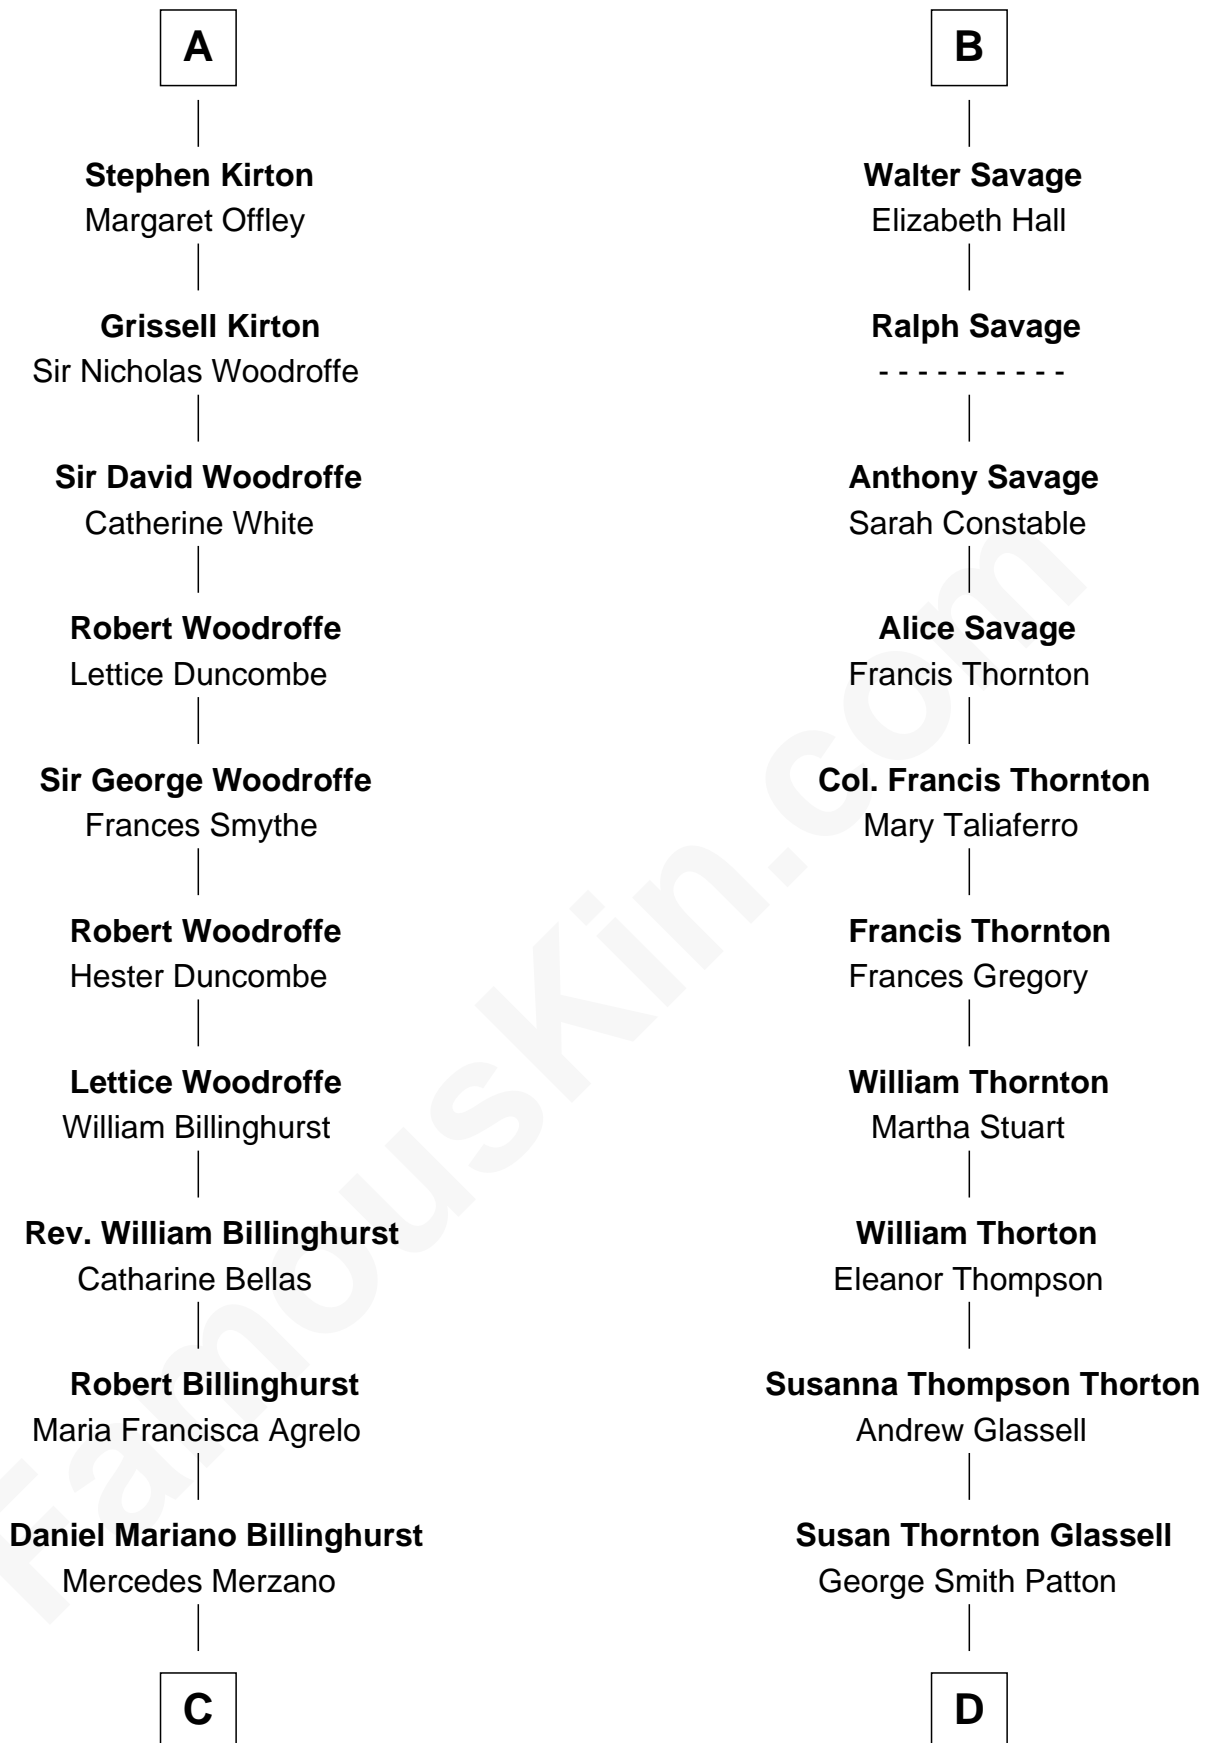 A
Stephen Kirton
Margaret Offley
Grissell Kirton
Sir Nicholas Woodroffe
Sir David Woodroffe
Catherine White
Robert Woodroffe
Lettice Duncombe
Sir George Woodroffe
Frances Smythe
Robert Woodroffe
Hester Duncombe
Lettice Woodroffe
William Billinghurst
Rev. William Billinghurst
Catharine Bellas
Robert Billinghurst
Maria Francisca Agrelo
Daniel Mariano Billinghurst
Mercedes Merzano
C
B
Walter Savage
Elizabeth Hall
Ralph Savage
- - - - - - - - - -
Anthony Savage
Sarah Constable
Alice Savage
Francis Thornton
Col. Francis Thornton
Mary Taliaferro
Francis Thornton
Frances Gregory
William Thornton
Martha Stuart
William Thorton
Eleanor Thompson
Susanna Thompson Thorton
Andrew Glassell
Susan Thornton Glassell
George Smith Patton
D
FamousKin.com